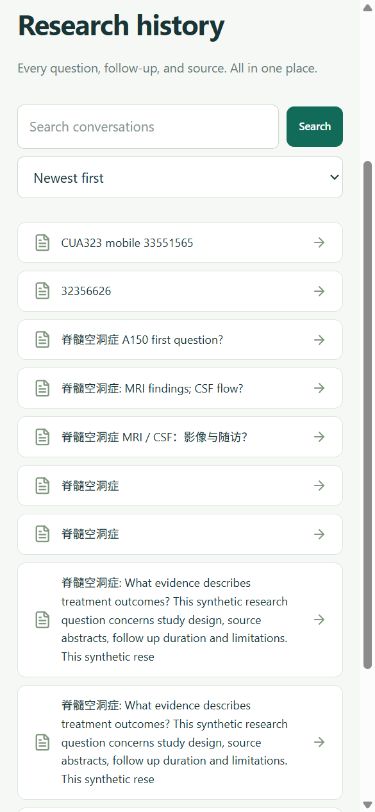 Research history
Every question, follow-up, and source. All in one place.
Search conversations
Search
Newest first
CUA323 mobile 33551565
32356626
脊髓空洞症 A150 first question?
脊髓空洞症: MRI findings; CSF flow?
脊髓空洞症 MRI / CSF：影像与随访？
脊髓空洞症
脊髓空洞症
脊髓空洞症: What evidence describes
treatment outcomes? This synthetic research
question concerns study design, source
abstracts, follow up duration and limitations.
This synthetic rese
脊髓空洞症: What evidence describes
treatment outcomes? This synthetic research
question concerns study design, source
abstracts, follow up duration and limitations.
This synthetic rese